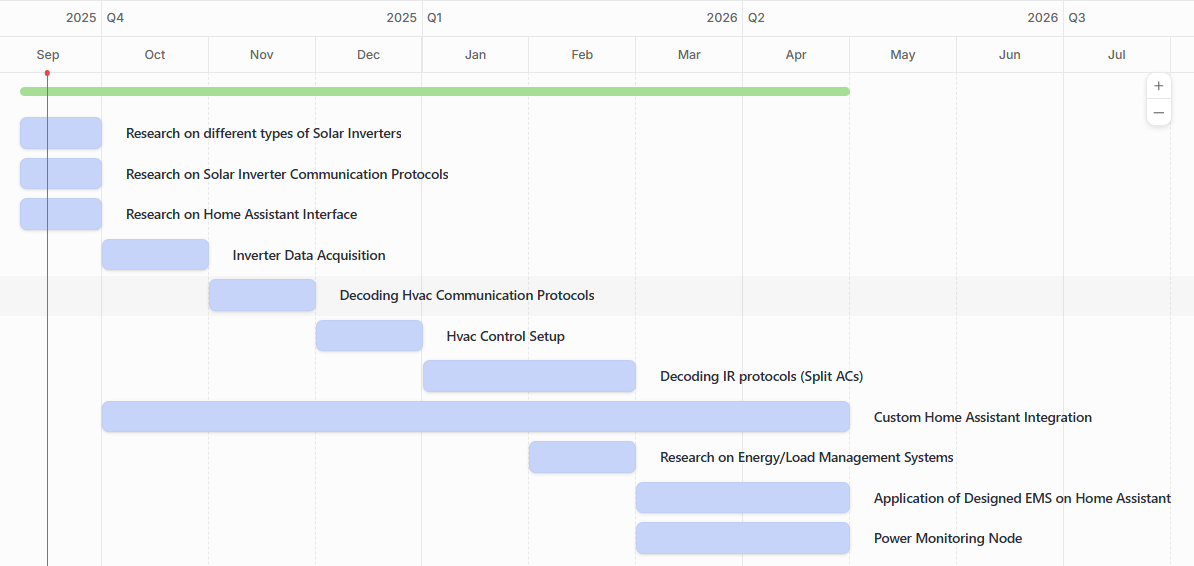 2025 Q4 2025 Q1 2026 Q2 2026 Q3
Sep Oct Nov Dec Jan Feb Mar Apr May Jun Jul
+
Research on different types of Solar Inverters
−
Research on Solar Inverter Communication Protocols
Research on Home Assistant Interface
Inverter Data Acquisition
Decoding Hvac Communication Protocols
Hvac Control Setup
Decoding IR protocols (Split ACs)
Custom Home Assistant Integration
Research on Energy/Load Management Systems
Application of Designed EMS on Home Assistant
Power Monitoring Node